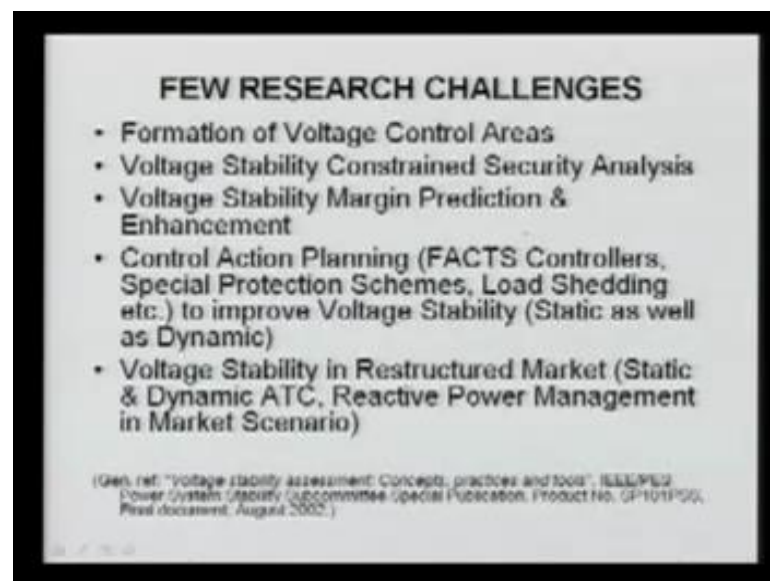 FEW RESEARCH CHALLENGES
• Formation of Voltage Control Areas
• Voltage Stability Constrained Security Analysis
• Voltage Stability Margin Prediction &
Enhancement
• Control Action Planning (FACTS Controllers,
Special Protection Schemes, Load Shedding
etc.) to improve Voltage Stability (Static as well
as Dynamic)
• Voltage Stability in Restructured Market (Static
& Dynamic ATC, Reactive Power Management
in Market Scenario)
(Gen. ref: "Voltage stability assessment: Concepts, practices and tools", IEEE/PES
Power System Stability Subcommittee Special Publication, Product No. SP101PSS,
Final document, August 2002.)